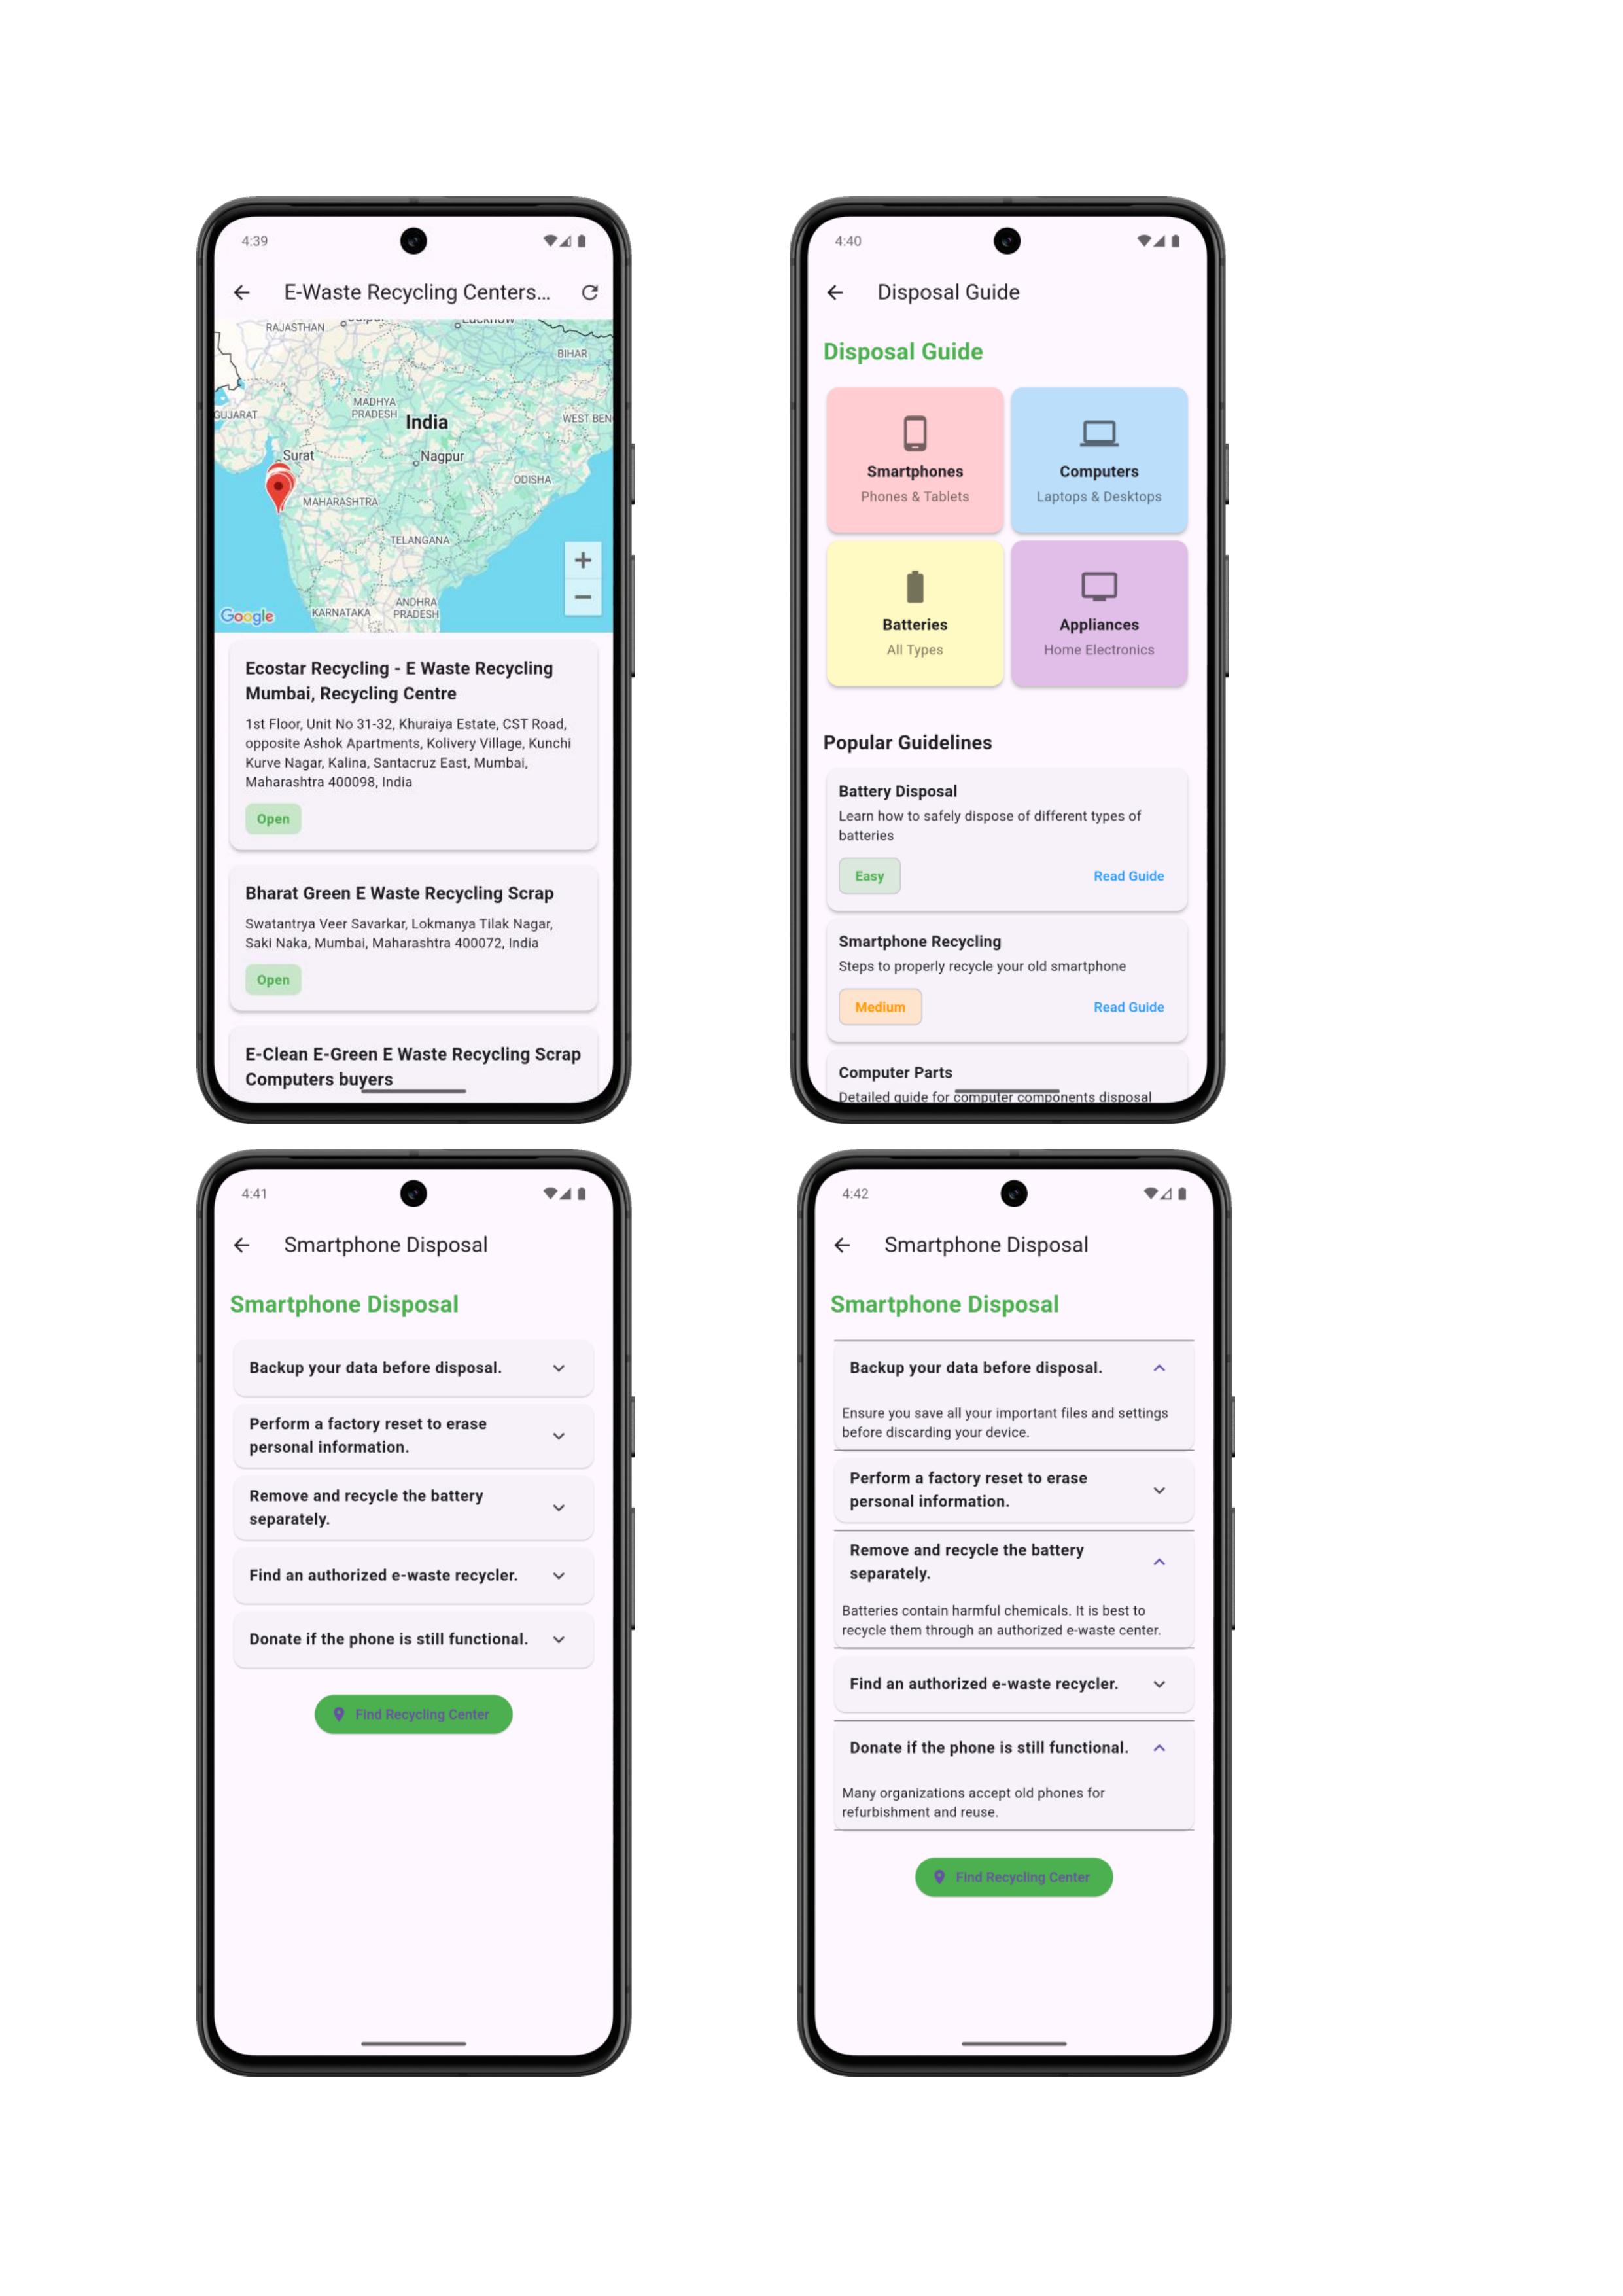 4:39
E-Waste Recycling Centers...
RAJASTHAN
Lucknow
BIHAR
GUJARAT
MADHYA
PRADESH
India
WEST BEN
Surat
Nagpur
ODISHA
MAHARASHTRA
TELANGANA
+
−
KARNATAKA
ANDHRA
PRADESH
Google
Ecostar Recycling - E Waste Recycling
Mumbai, Recycling Centre
1st Floor, Unit No 31-32, Khuraiya Estate, CST Road,
opposite Ashok Apartments, Kolivery Village, Kunchi
Kurve Nagar, Kalina, Santacruz East, Mumbai,
Maharashtra 400098, India
Open
Bharat Green E Waste Recycling Scrap
Swatantrya Veer Savarkar, Lokmanya Tilak Nagar,
Saki Naka, Mumbai, Maharashtra 400072, India
Open
E-Clean E-Green E Waste Recycling Scrap
Computers buyers
4:40
Disposal Guide
Disposal Guide
Smartphones
Phones & Tablets
Computers
Laptops & Desktops
Batteries
All Types
Appliances
Home Electronics
Popular Guidelines
Battery Disposal
Learn how to safely dispose of different types of
batteries
Easy
Read Guide
Smartphone Recycling
Steps to properly recycle your old smartphone
Medium
Read Guide
Computer Parts
Detailed guide for computer components disposal
4:41
Smartphone Disposal
Smartphone Disposal
Backup your data before disposal.
Perform a factory reset to erase
personal information.
Remove and recycle the battery
separately.
Find an authorized e-waste recycler.
Donate if the phone is still functional.
Find Recycling Center
4:42
Smartphone Disposal
Smartphone Disposal
Backup your data before disposal.
Ensure you save all your important files and settings
before discarding your device.
Perform a factory reset to erase
personal information.
Remove and recycle the battery
separately.
Batteries contain harmful chemicals. It is best to
recycle them through an authorized e-waste center.
Find an authorized e-waste recycler.
Donate if the phone is still functional.
Many organizations accept old phones for
refurbishment and reuse.
Find Recycling Center